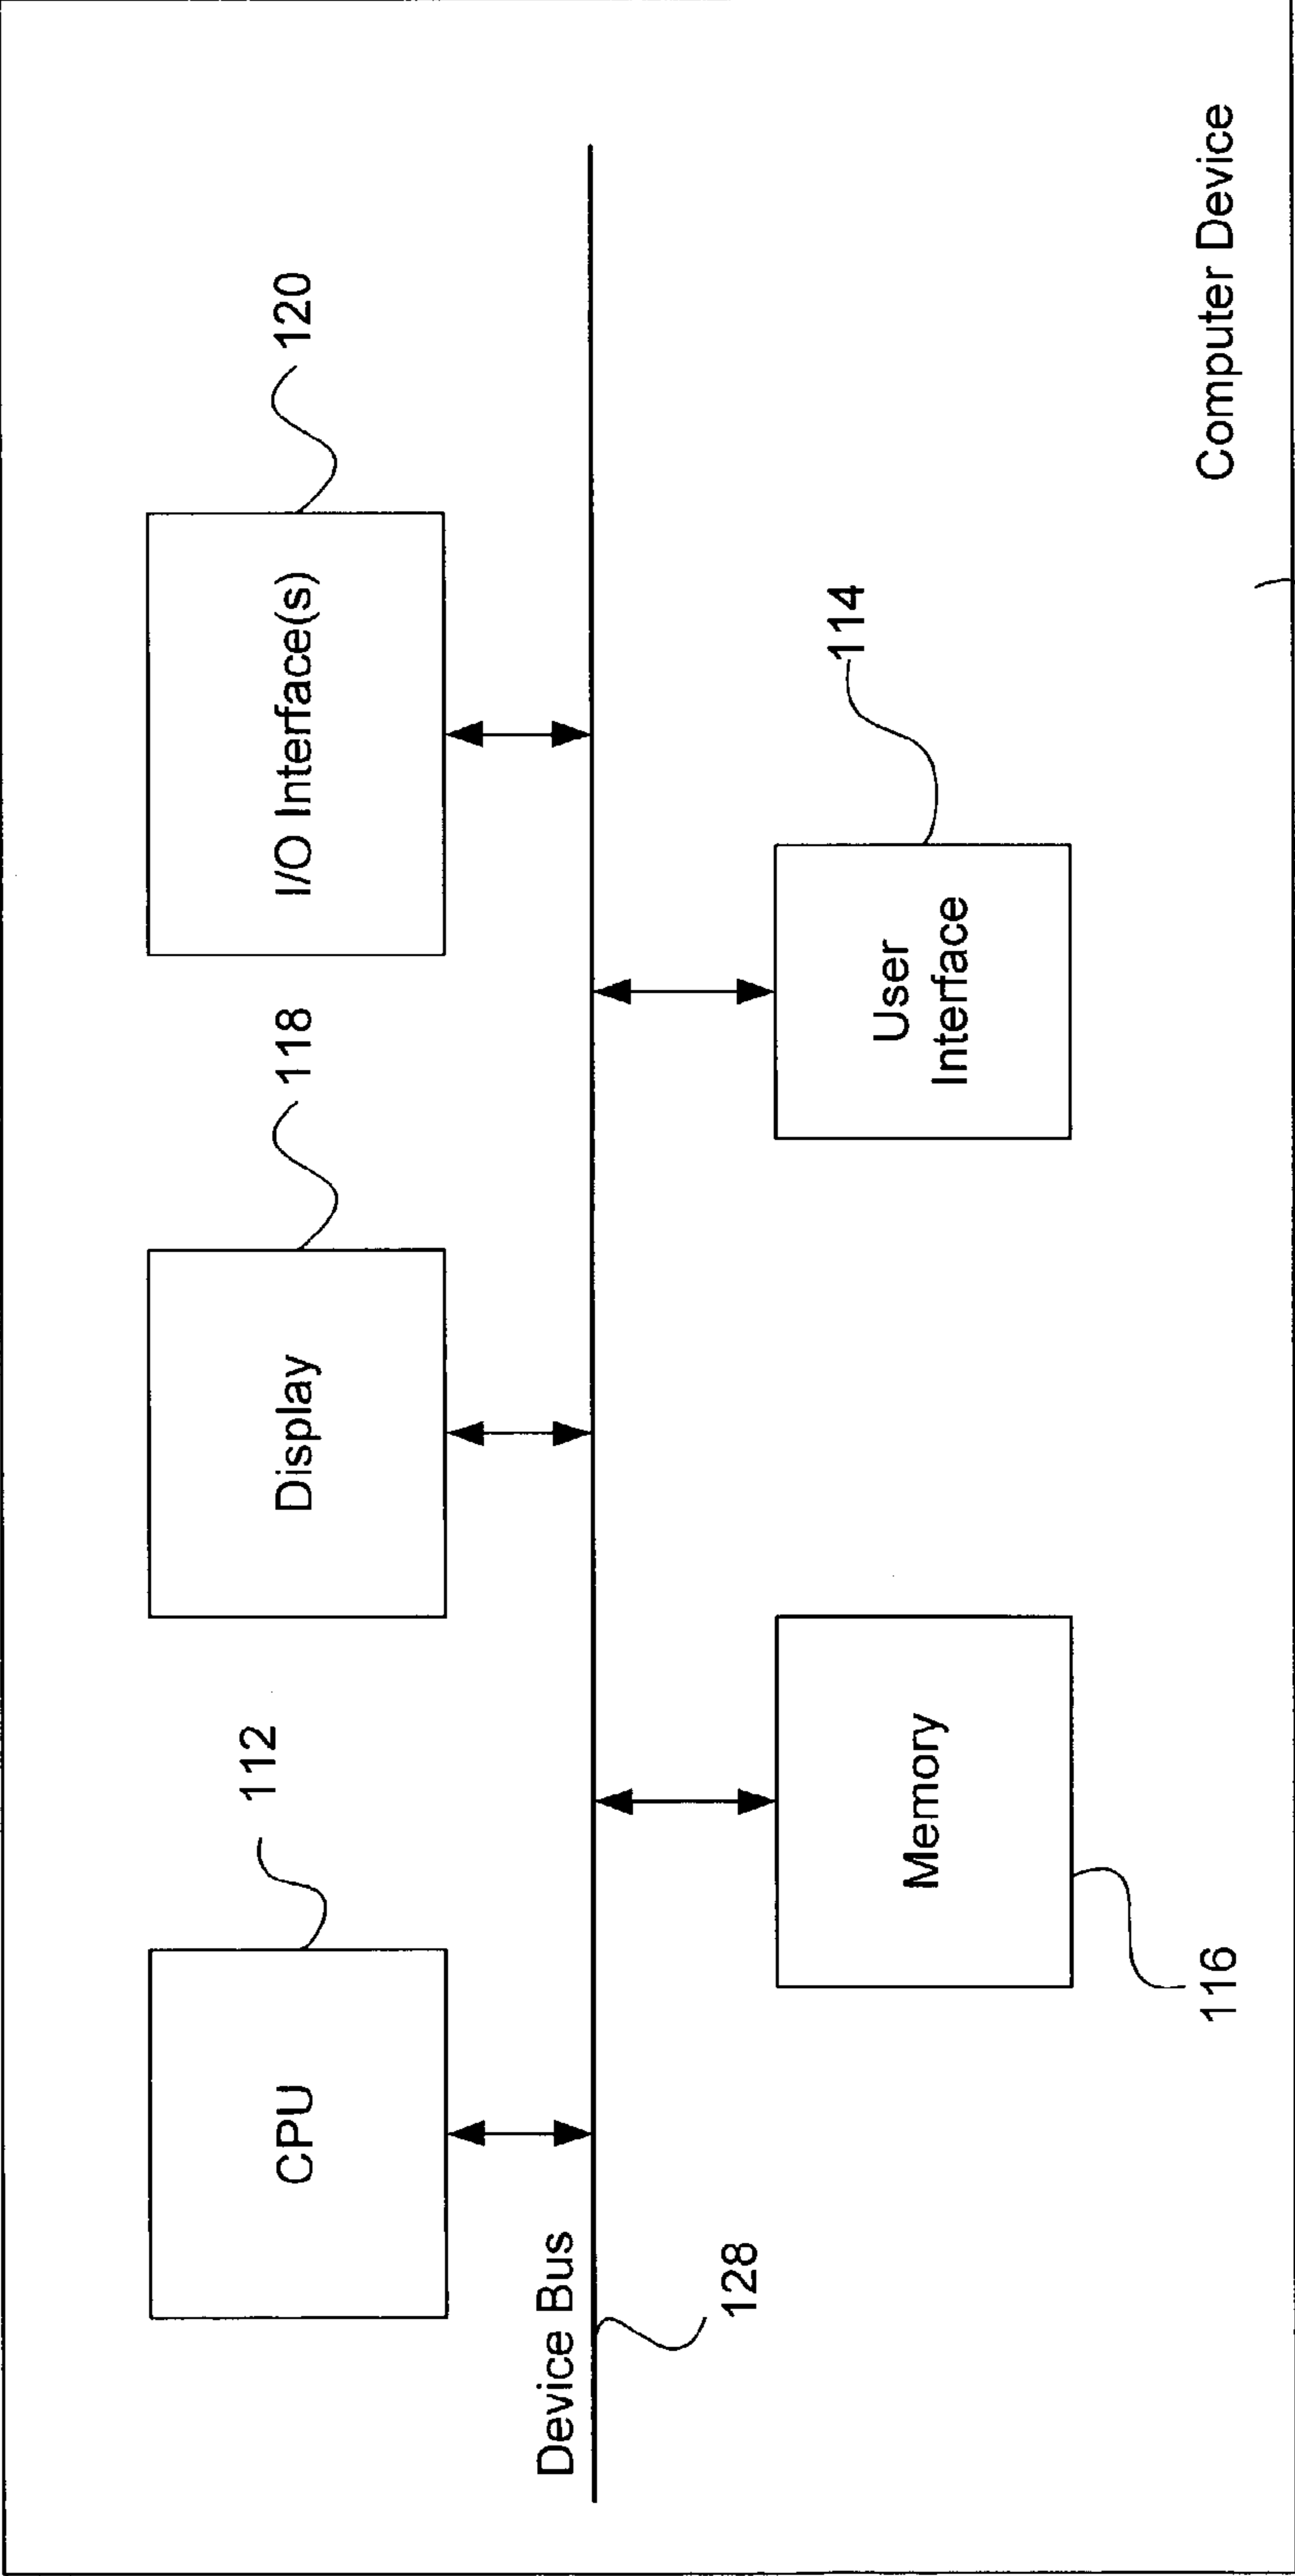 112
118
120
CPU
Display
I/O Interface(s)
Device Bus
128
114
Memory
User
Interface
116
Computer Device